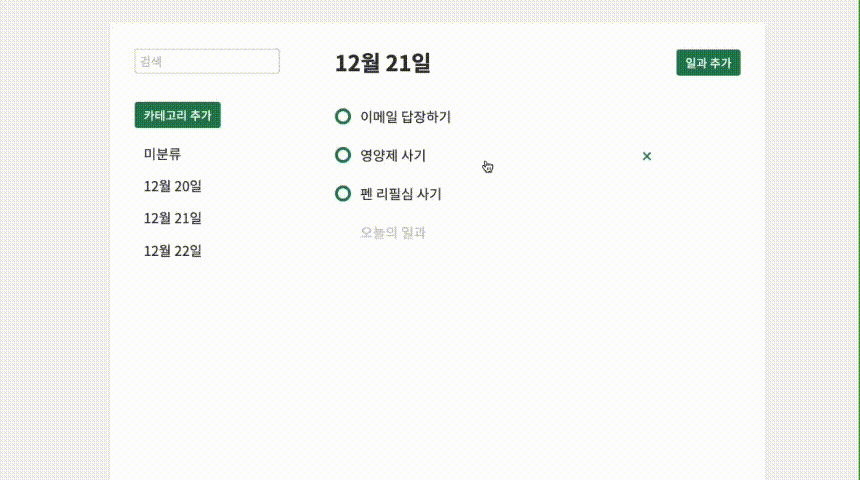 검색
카테고리 추가
미분류
12월 20일
12월 21일
12월 22일
12월 21일
일과 추가
이메일 답장하기
영양제 사기
펜 리필심 사기
오늘의 일과